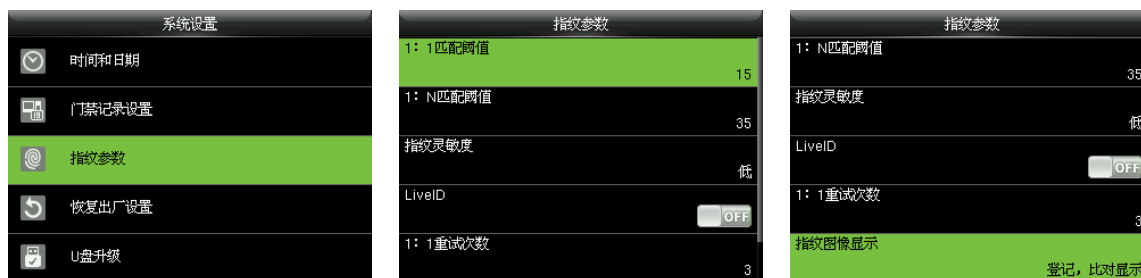 系统设置
时间和日期
门禁记录设置
指纹参数
恢复出厂设置
U盘升级
指纹参数
1：1匹配阈值
15
1：N匹配阈值
35
指纹灵敏度
低
LiveID
OFF
1：1重试次数
3
指纹参数
1：N匹配阈值
35
指纹灵敏度
低
LiveID
OFF
1：1重试次数
3
指纹图像显示
登记，比对显示